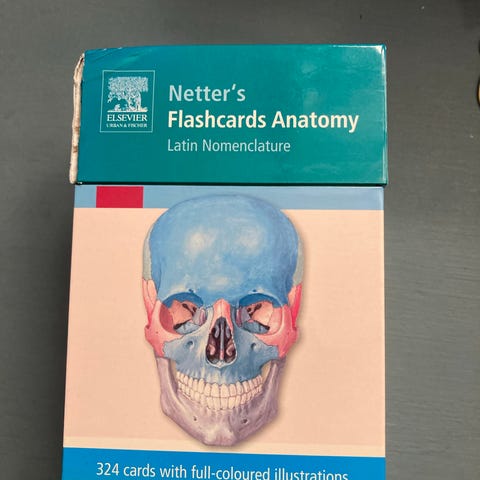 ELSEVIER
URBAN & FISCHER
Netter's
Flashcards Anatomy
Latin Nomenclature
324 cards with full-coloured illustrations